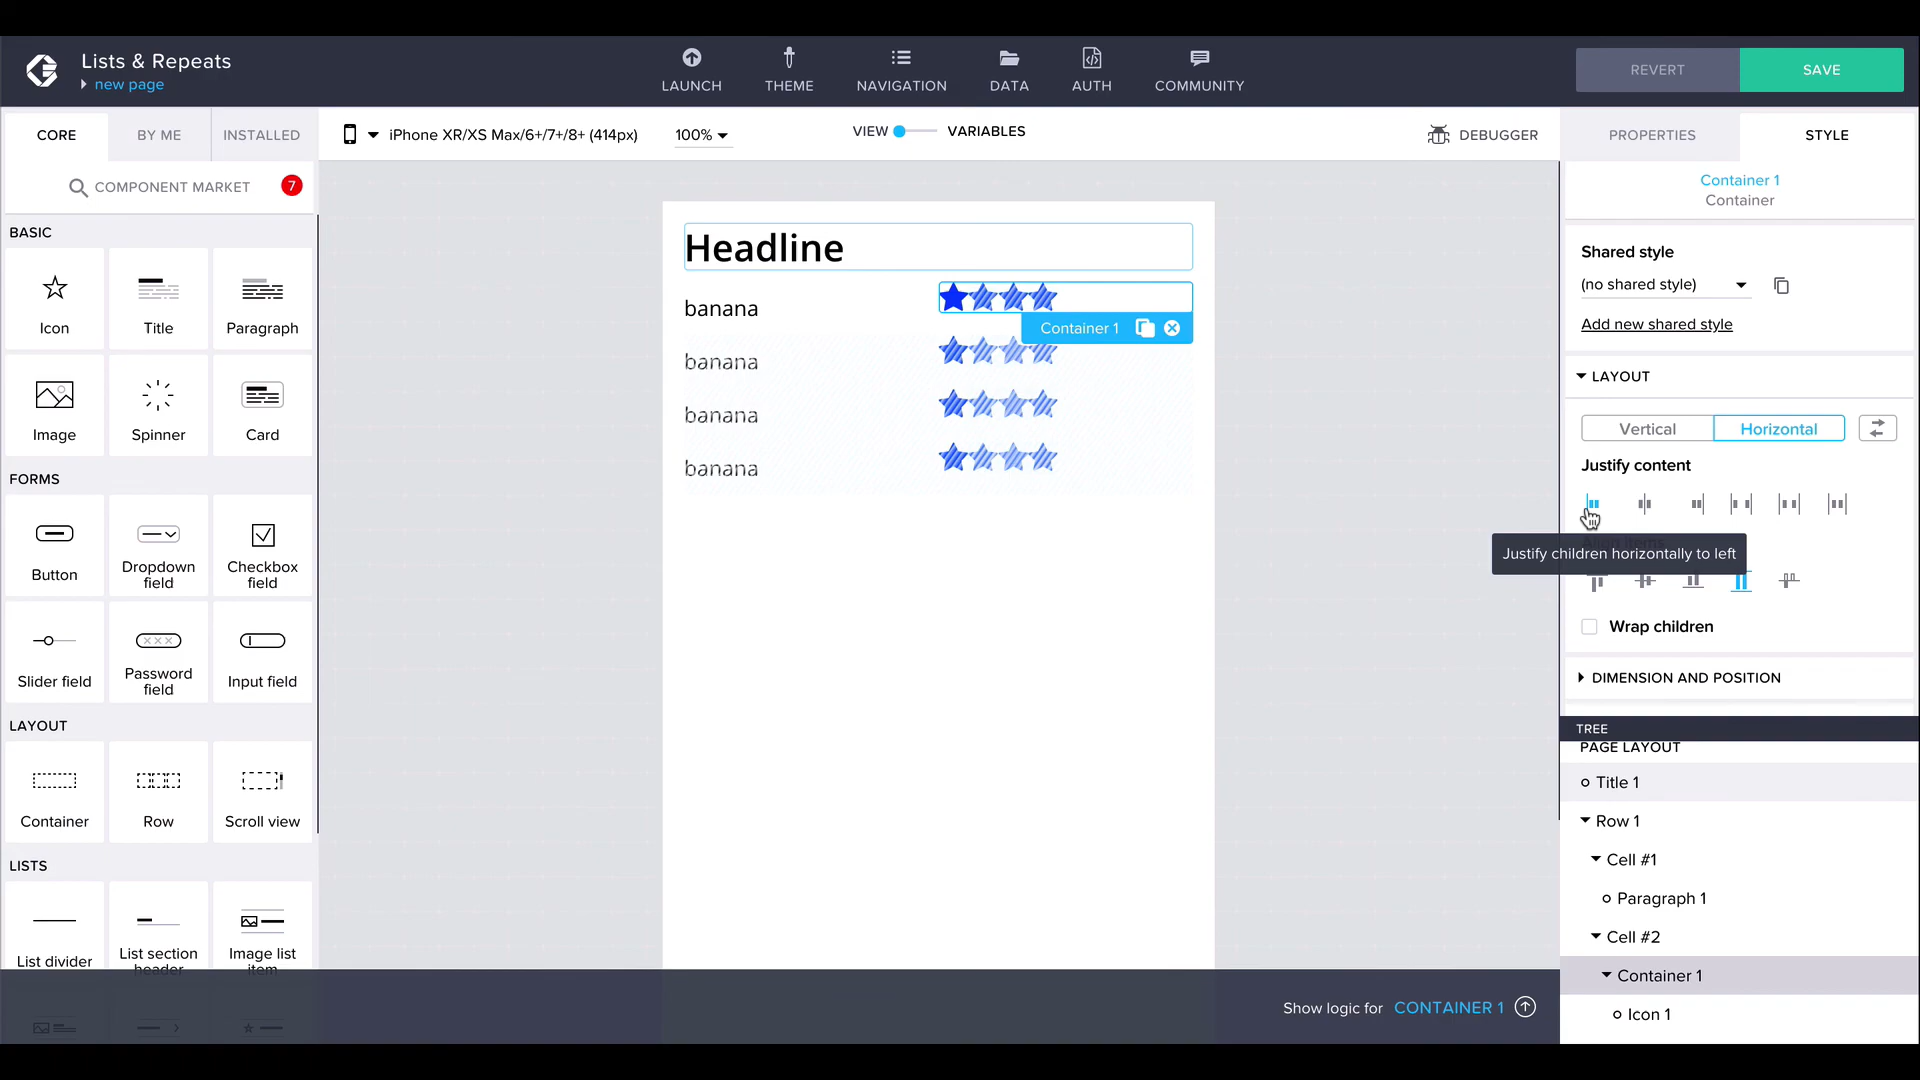 Lists & Repeats
new page
LAUNCH
THEME
NAVIGATION
DATA
AUTH
COMMUNITY
REVERT
SAVE
CORE
BY ME
INSTALLED
iPhone XR/XS Max/6+/7+/8+ (414px)
100%
VIEW
VARIABLES
DEBUGGER
PROPERTIES
STYLE
COMPONENT MARKET
7
BASIC
Icon
Title
Paragraph
Image
Spinner
Card
FORMS
Button
Dropdown
field
Checkbox
field
Slider field
Password
field
Input field
LAYOUT
Container
Row
Scroll view
LISTS
List divider
List section
header
Image list
item
Headline
banana
Container 1
banana
banana
banana
Show logic for CONTAINER 1
Container 1
Container
Shared style
(no shared style)
Add new shared style
LAYOUT
Vertical
Horizontal
Justify content
Justify children horizontally to left
Wrap children
DIMENSION AND POSITION
TREE
PAGE LAYOUT
Title 1
Row 1
Cell #1
Paragraph 1
Cell #2
Container 1
Icon 1